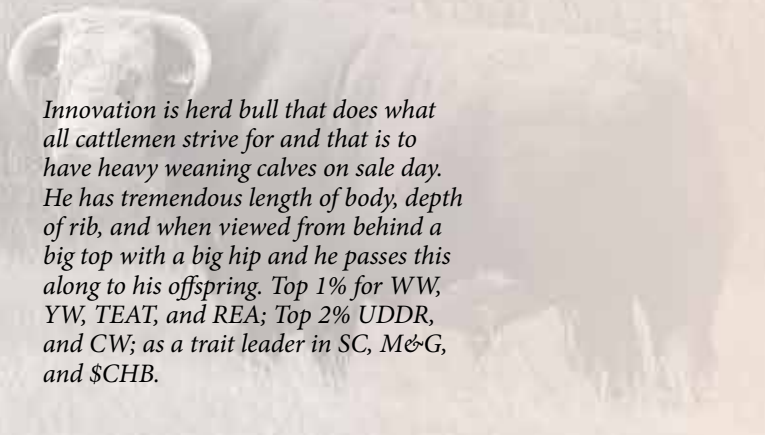 Innovation is herd bull that does what
all cattlemen strive for and that is to
have heavy weaning calves on sale day.
He has tremendous length of body, depth
of rib, and when viewed from behind a
big top with a big hip and he passes this
along to his offspring. Top 1% for WW,
YW, TEAT, and REA; Top 2% UDDR,
and CW; as a trait leader in SC, M&G,
and $CHB.